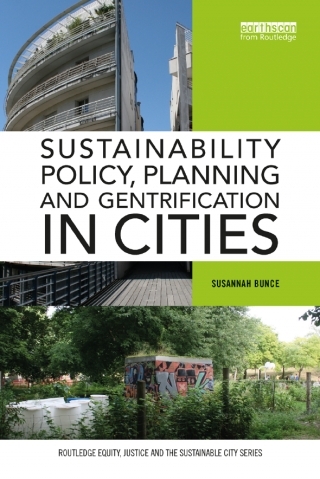 earthscan
from Routledge
SUSTAINABILITY
POLICY, PLANNING
AND GENTRIFICATION
IN CITIES
SUSANNAH BUNCE
ROUTLEDGE EQUITY, JUSTICE AND THE SUSTAINABLE CITY SERIES